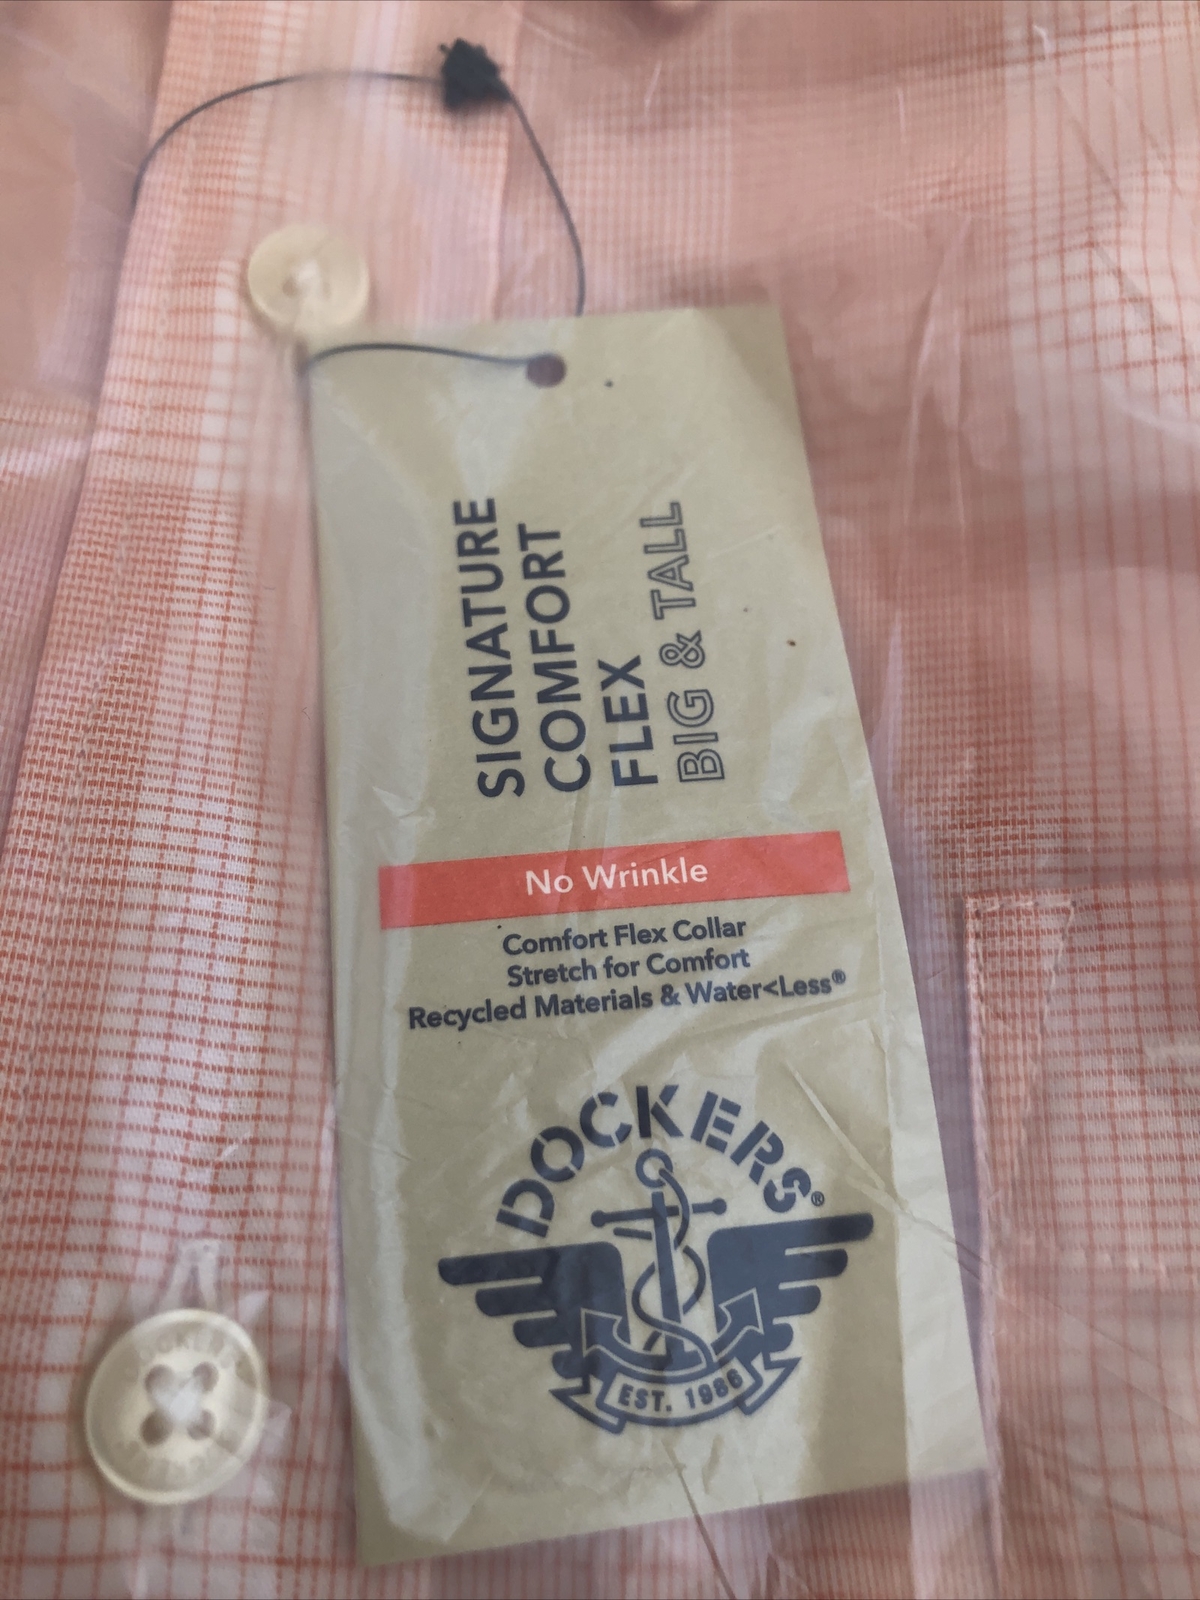 SIGNATURE
COMFORT
FLEX
BIG & TALL
No Wrinkle
Comfort Flex Collar
Stretch for Comfort
Recycled Materials & Water<Less®
DOCKERS®
EST. 1986